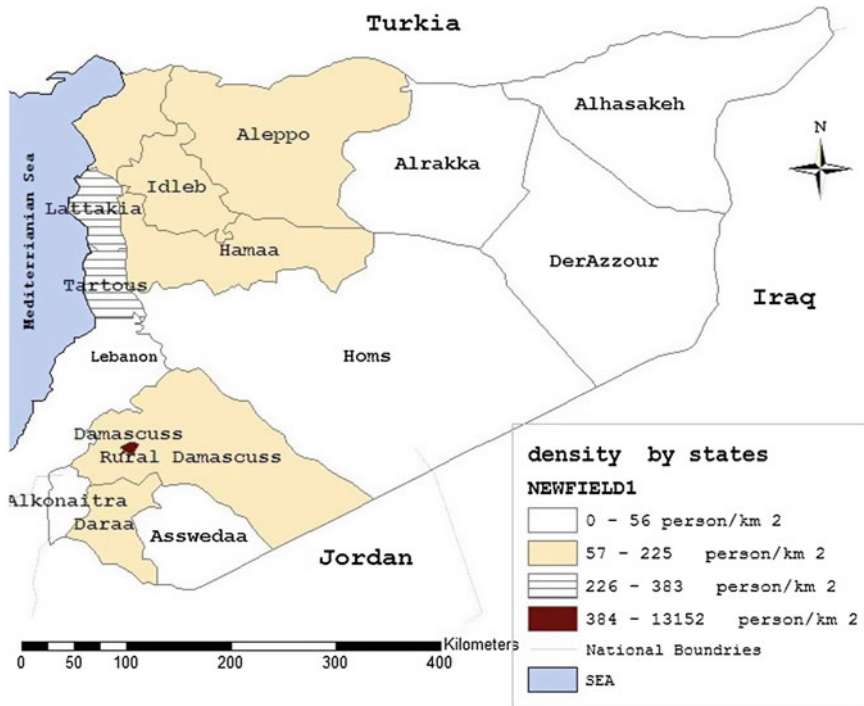 Turkia
Alhasakeh
N
Aleppo
Alrakka
Mediterrianian Sea
Idleb
Lattakia
Hamaa
DerAzzour
Tartous
Iraq
Lebanon
Homs
Damascuss
Rural Damascuss
Alkonaitra
Daraa
Asswedaa
Jordan
density by states
NEWFIELD1
0 - 56 person/km 2
57 - 225 person/km 2
226 - 383 person/km 2
384 - 13152 person/km 2
National Boundries
SEA
Kilometers
0 50 100 200 300 400